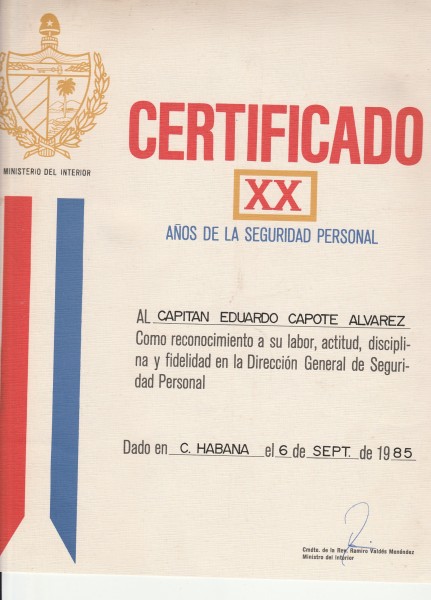 MINISTERIO DEL INTERIOR
CERTIFICADO
XX
AÑOS DE LA SEGURIDAD PERSONAL
AL CAPITAN EDUARDO CAPOTE ALVAREZ
Como reconocimiento a su labor, actitud, discipli-
na y fidelidad en la Dirección General de Seguri-
dad Personal
Dado en C. HABANA el 6 de SEPT. de 1985
Cmdte. de la Rev. Ramiro Valdés Menéndez
Ministro del Interior